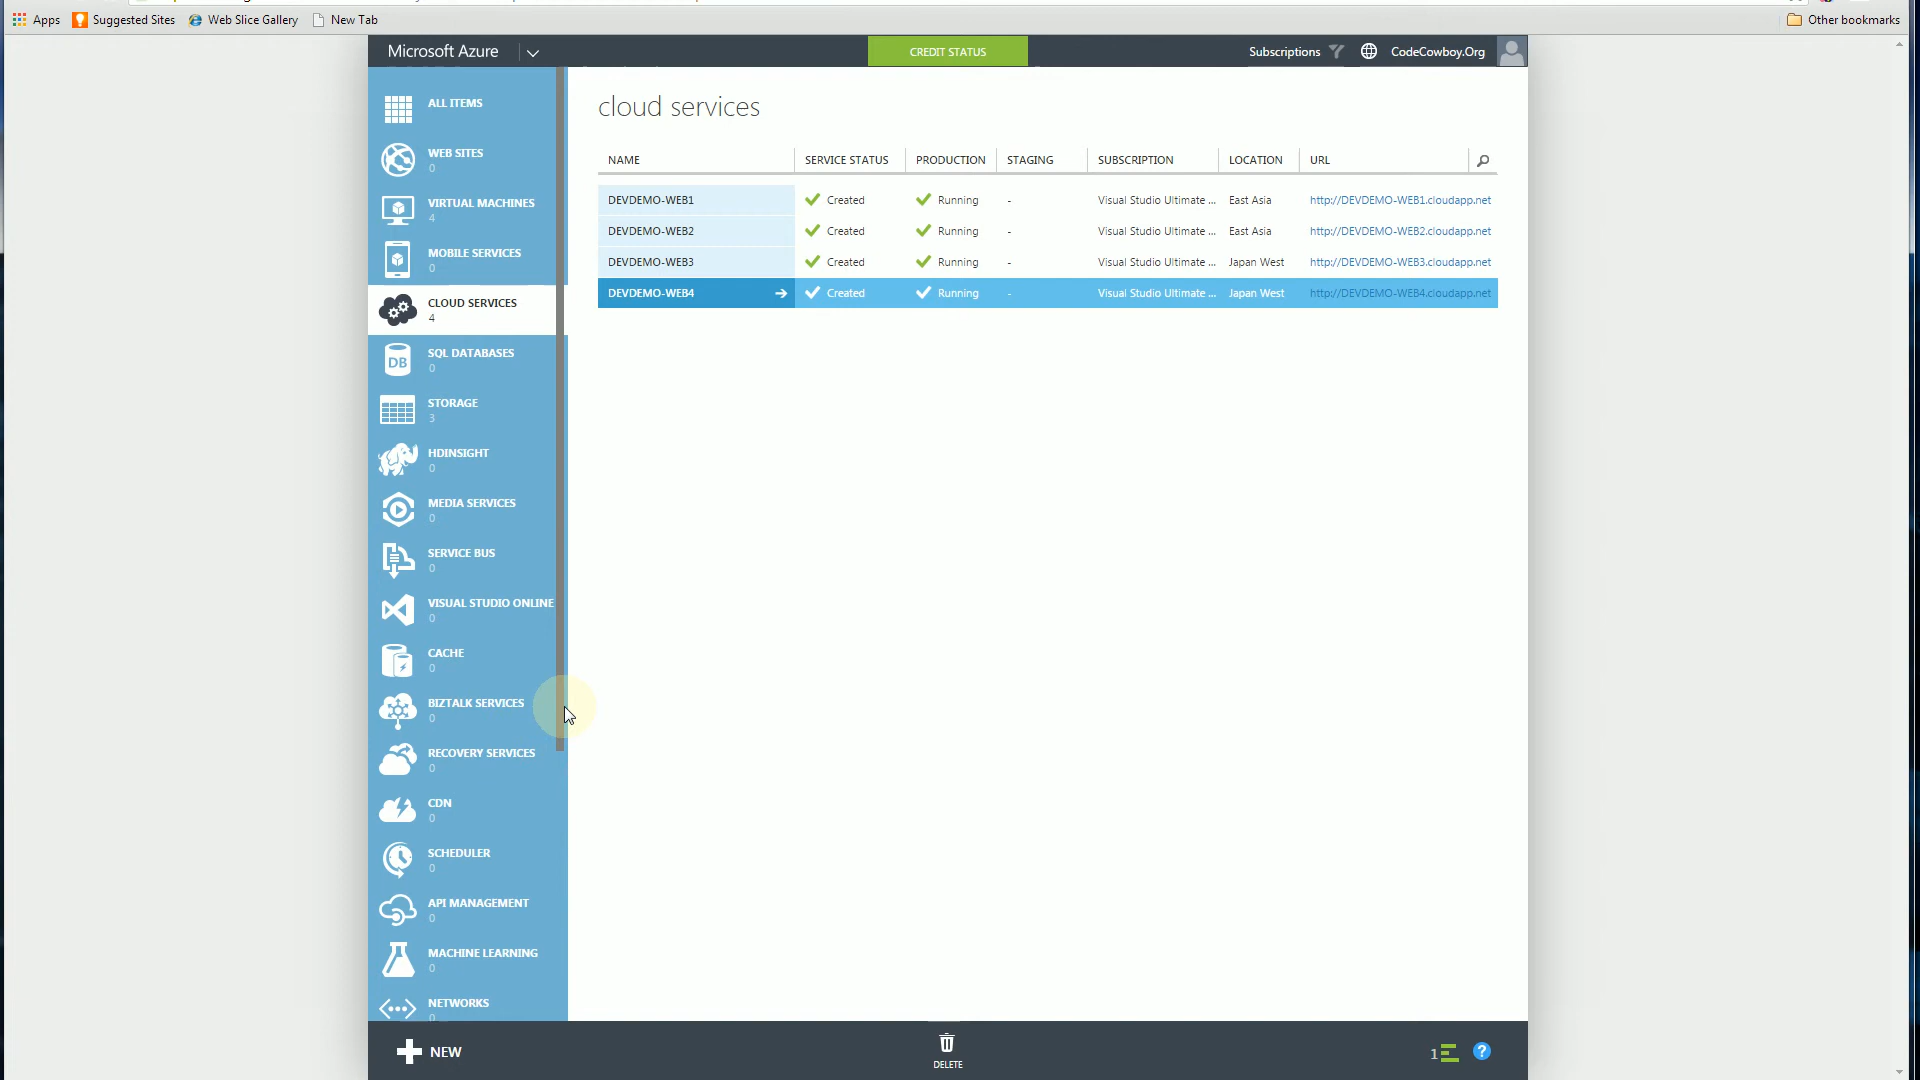 Apps Suggested Sites Web Slice Gallery New Tab Other bookmarks
Microsoft Azure CREDIT STATUS Subscriptions CodeCowboy.Org
ALL ITEMS
WEB SITES
0
VIRTUAL MACHINES
4
MOBILE SERVICES
0
CLOUD SERVICES
4
SQL DATABASES
0
DB
STORAGE
3
HDINSIGHT
0
MEDIA SERVICES
0
SERVICE BUS
0
VISUAL STUDIO ONLINE
0
CACHE
0
BIZTALK SERVICES
0
RECOVERY SERVICES
0
CDN
0
SCHEDULER
0
API MANAGEMENT
0
MACHINE LEARNING
0
NETWORKS
0
cloud services
NAME SERVICE STATUS PRODUCTION STAGING SUBSCRIPTION LOCATION URL
DEVDEMO-WEB1 Created Running - Visual Studio Ultimate ... East Asia http://DEVDEMO-WEB1.cloudapp.net
DEVDEMO-WEB2 Created Running - Visual Studio Ultimate ... East Asia http://DEVDEMO-WEB2.cloudapp.net
DEVDEMO-WEB3 Created Running - Visual Studio Ultimate ... Japan West http://DEVDEMO-WEB3.cloudapp.net
DEVDEMO-WEB4 Created Running - Visual Studio Ultimate ... Japan West http://DEVDEMO-WEB4.cloudapp.net
NEW DELETE 1 ?